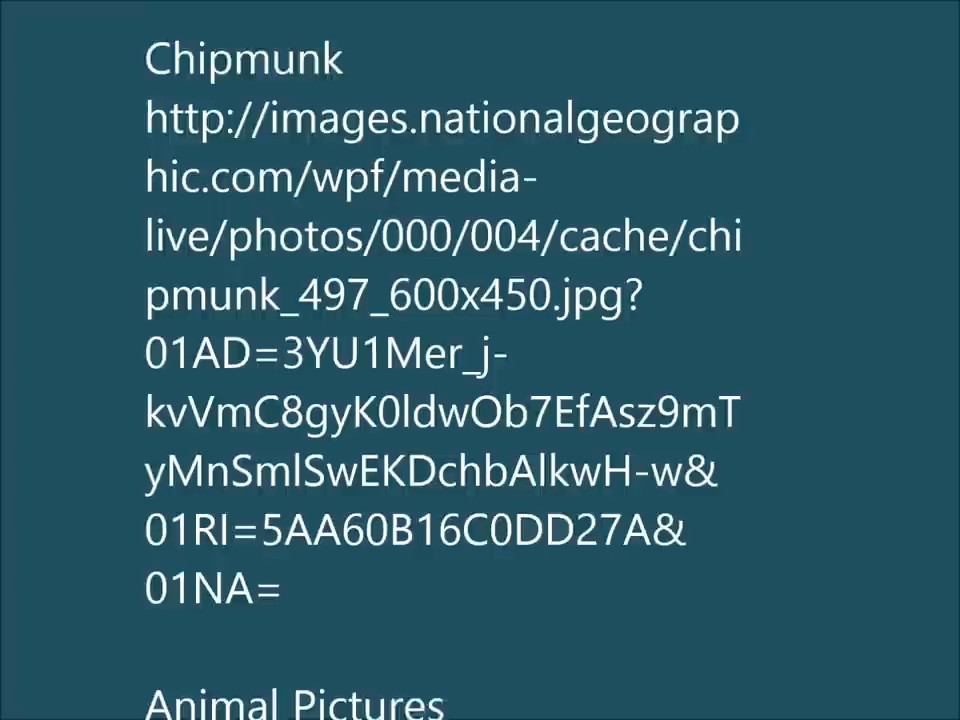 Chipmunk
http://images.nationalgeograp
hic.com/wpf/media-
live/photos/000/004/cache/chi
pmunk_497_600x450.jpg?
01AD=3YU1Mer_j-
kvVmC8gyK0ldwOb7EfAsz9mT
yMnSmlSwEKDchbAlkwH-w&
01RI=5AA60B16C0DD27A&
01NA=
Animal Pictures